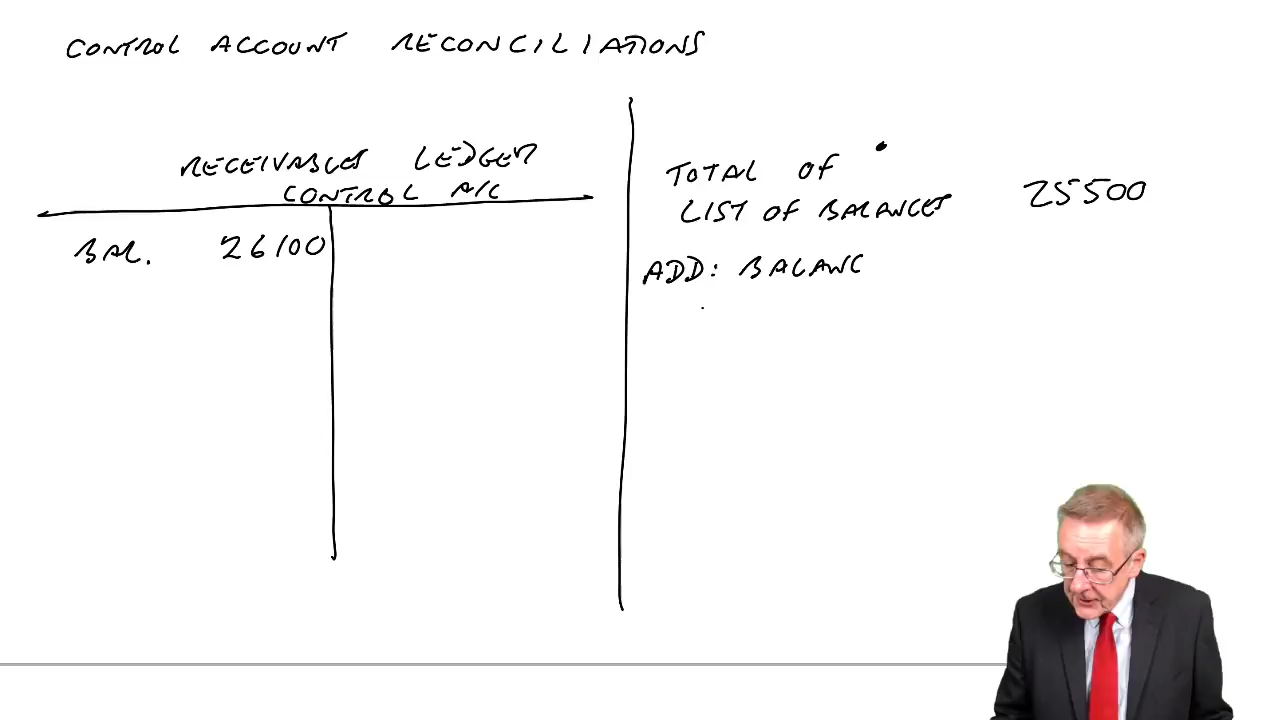 CONTROL ACCOUNT RECONCILIATIONS
RECEIVABLES LEDGER
CONTROL A/C
BAL. 26100
TOTAL OF
LIST OF BALANCES 25500
ADD: BALANC